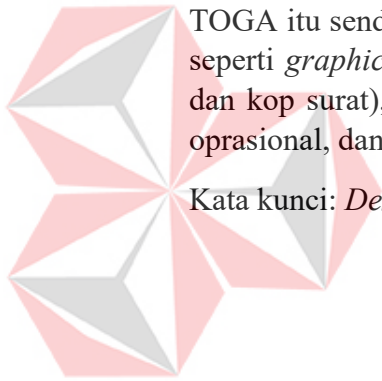 TOGA itu send
seperti graphic
dan kop surat),
oprasional, dan
Kata kunci: De